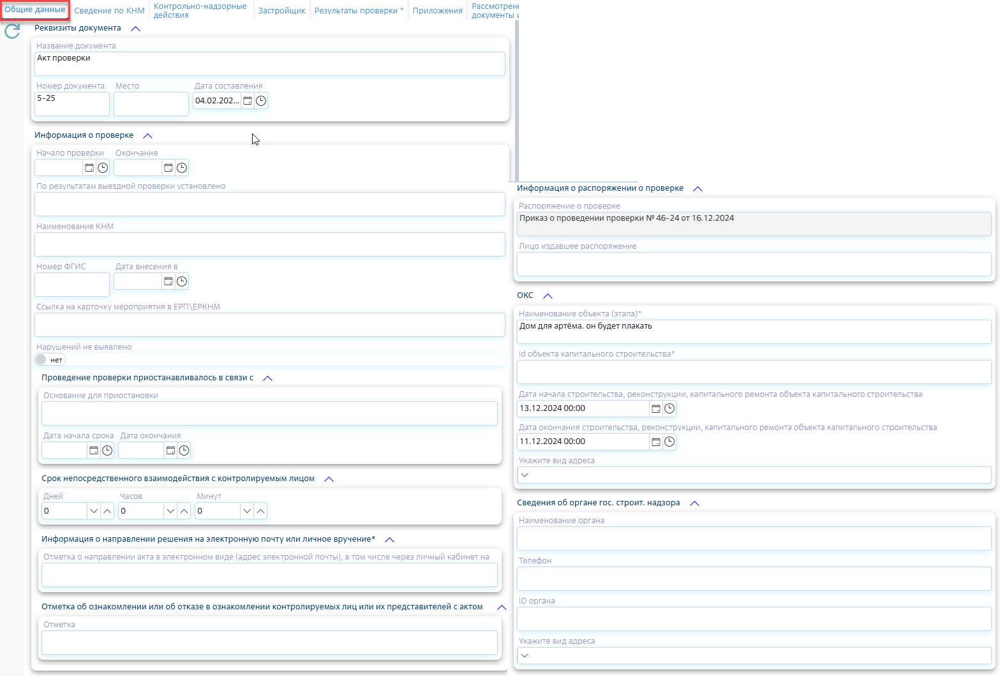 Общие данные
Сведение по КНМ
Контрольно-надзорные
действия
Застройщик
Результаты проверки *
Приложения
Рассмотрен
документы и
Реквизиты документа
Название документа
Акт проверки
Номер документа Место Дата составления
5-25 04.02.202...
Информация о проверке
Начало проверки Окончание
По результатам выездной проверки установлено
Наименование КНМ
Номер ФГИС Дата внесения в
Ссылка на карточку мероприятия в ЕРП\ЕРКНМ
Нарушений не выявлено
нет
Проведение проверки приостанавливалось в связи с
Основание для приостановки
Дата начала срока Дата окончания
Срок непосредственного взаимодействия с контролируемым лицом
Дней Часов Минут
0 0 0
Информация о направлении решения на электронную почту или личное вручение*
Отметка о направлении акта в электронном виде (адрес электронной почты), в том числе через личный кабинет на
Отметка об ознакомлении или об отказе в ознакомлении контролируемых лиц или их представителей с актом
Отметка
Информация о распоряжении о проверке
Распоряжение о проверке
Приказ о проведении проверки № 46-24 от 16.12.2024
Лицо издавшее распоряжение
ОКС
Наименование объекта (этапа)*
Дом для артёма. он будет плакать
id объекта капитального строительства*
Дата начала строительства, реконструкции, капитального ремонта объекта капитального строительства
13.12.2024 00:00
Дата окончания строительства, реконструкции, капитального ремонта объекта капитального строительства
11.12.2024 00:00
Укажите вид адреса
Сведения об органе гос. строит. надзора
Наименование органа
Телефон
ID органа
Укажите вид адреса